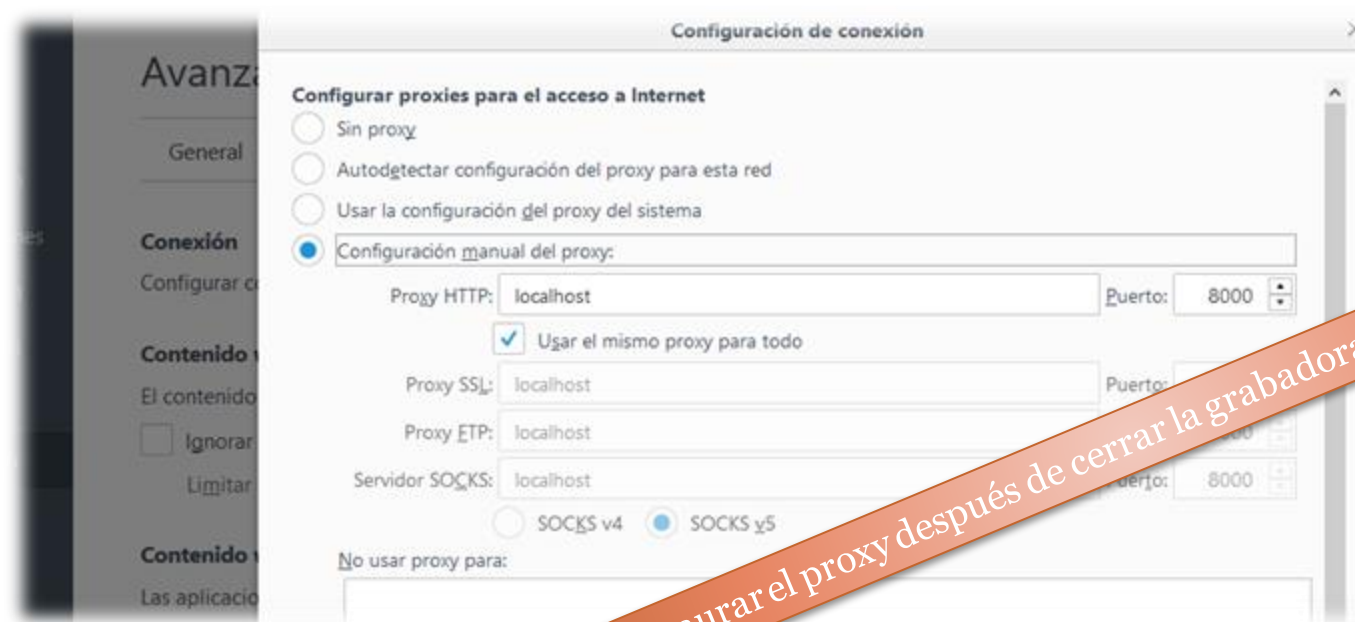 Configuración de conexión
Avanza
Configurar proxies para el acceso a Internet
Sin proxy
General
Autodetectar configuración del proxy para esta red
Usar la configuración del proxy del sistema
Conexión
Configuración manual del proxy:
Configurar c
Proxy HTTP: localhost Puerto: 8000
Usar el mismo proxy para todo
Contenido
El contenido
Proxy SSL: localhost Puerto:
Ignorar
Proxy FTP: localhost
Limitar
Servidor SOCKS: localhost 8000
SOCKS v4 SOCKS v5
Contenido
No usar proxy para:
Las aplicacio
el proxy después de cerrar la grabadora